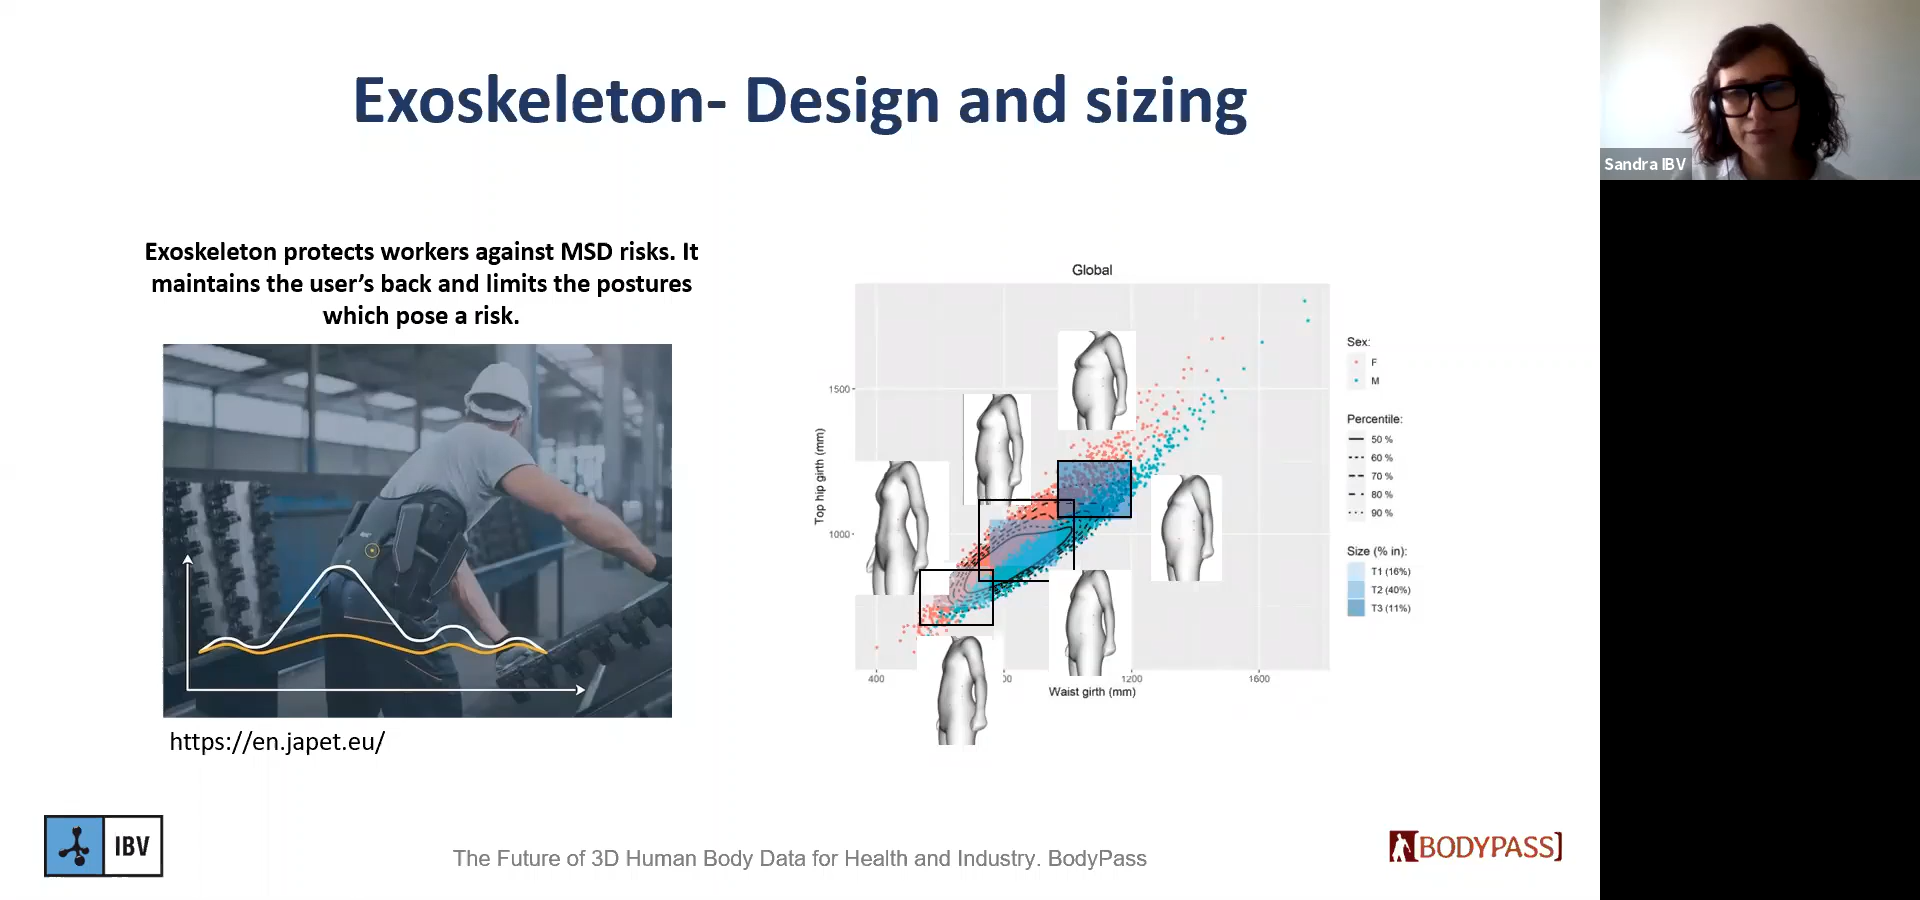 Exoskeleton- Design and sizing
Sandra IBV
Exoskeleton protects workers against MSD risks. It
maintains the user's back and limits the postures
which pose a risk.
https://en.japet.eu/
Global
Top hip girth (mm)
1500
1000
400
00
1200
1600
Waist girth (mm)
Sex:
F
M
Percentile:
50 %
60 %
70 %
80 %
90 %
Size (% in):
T1 (16%)
T2 (40%)
T3 (11%)
IBV
The Future of 3D Human Body Data for Health and Industry. BodyPass
[BODYPASS]